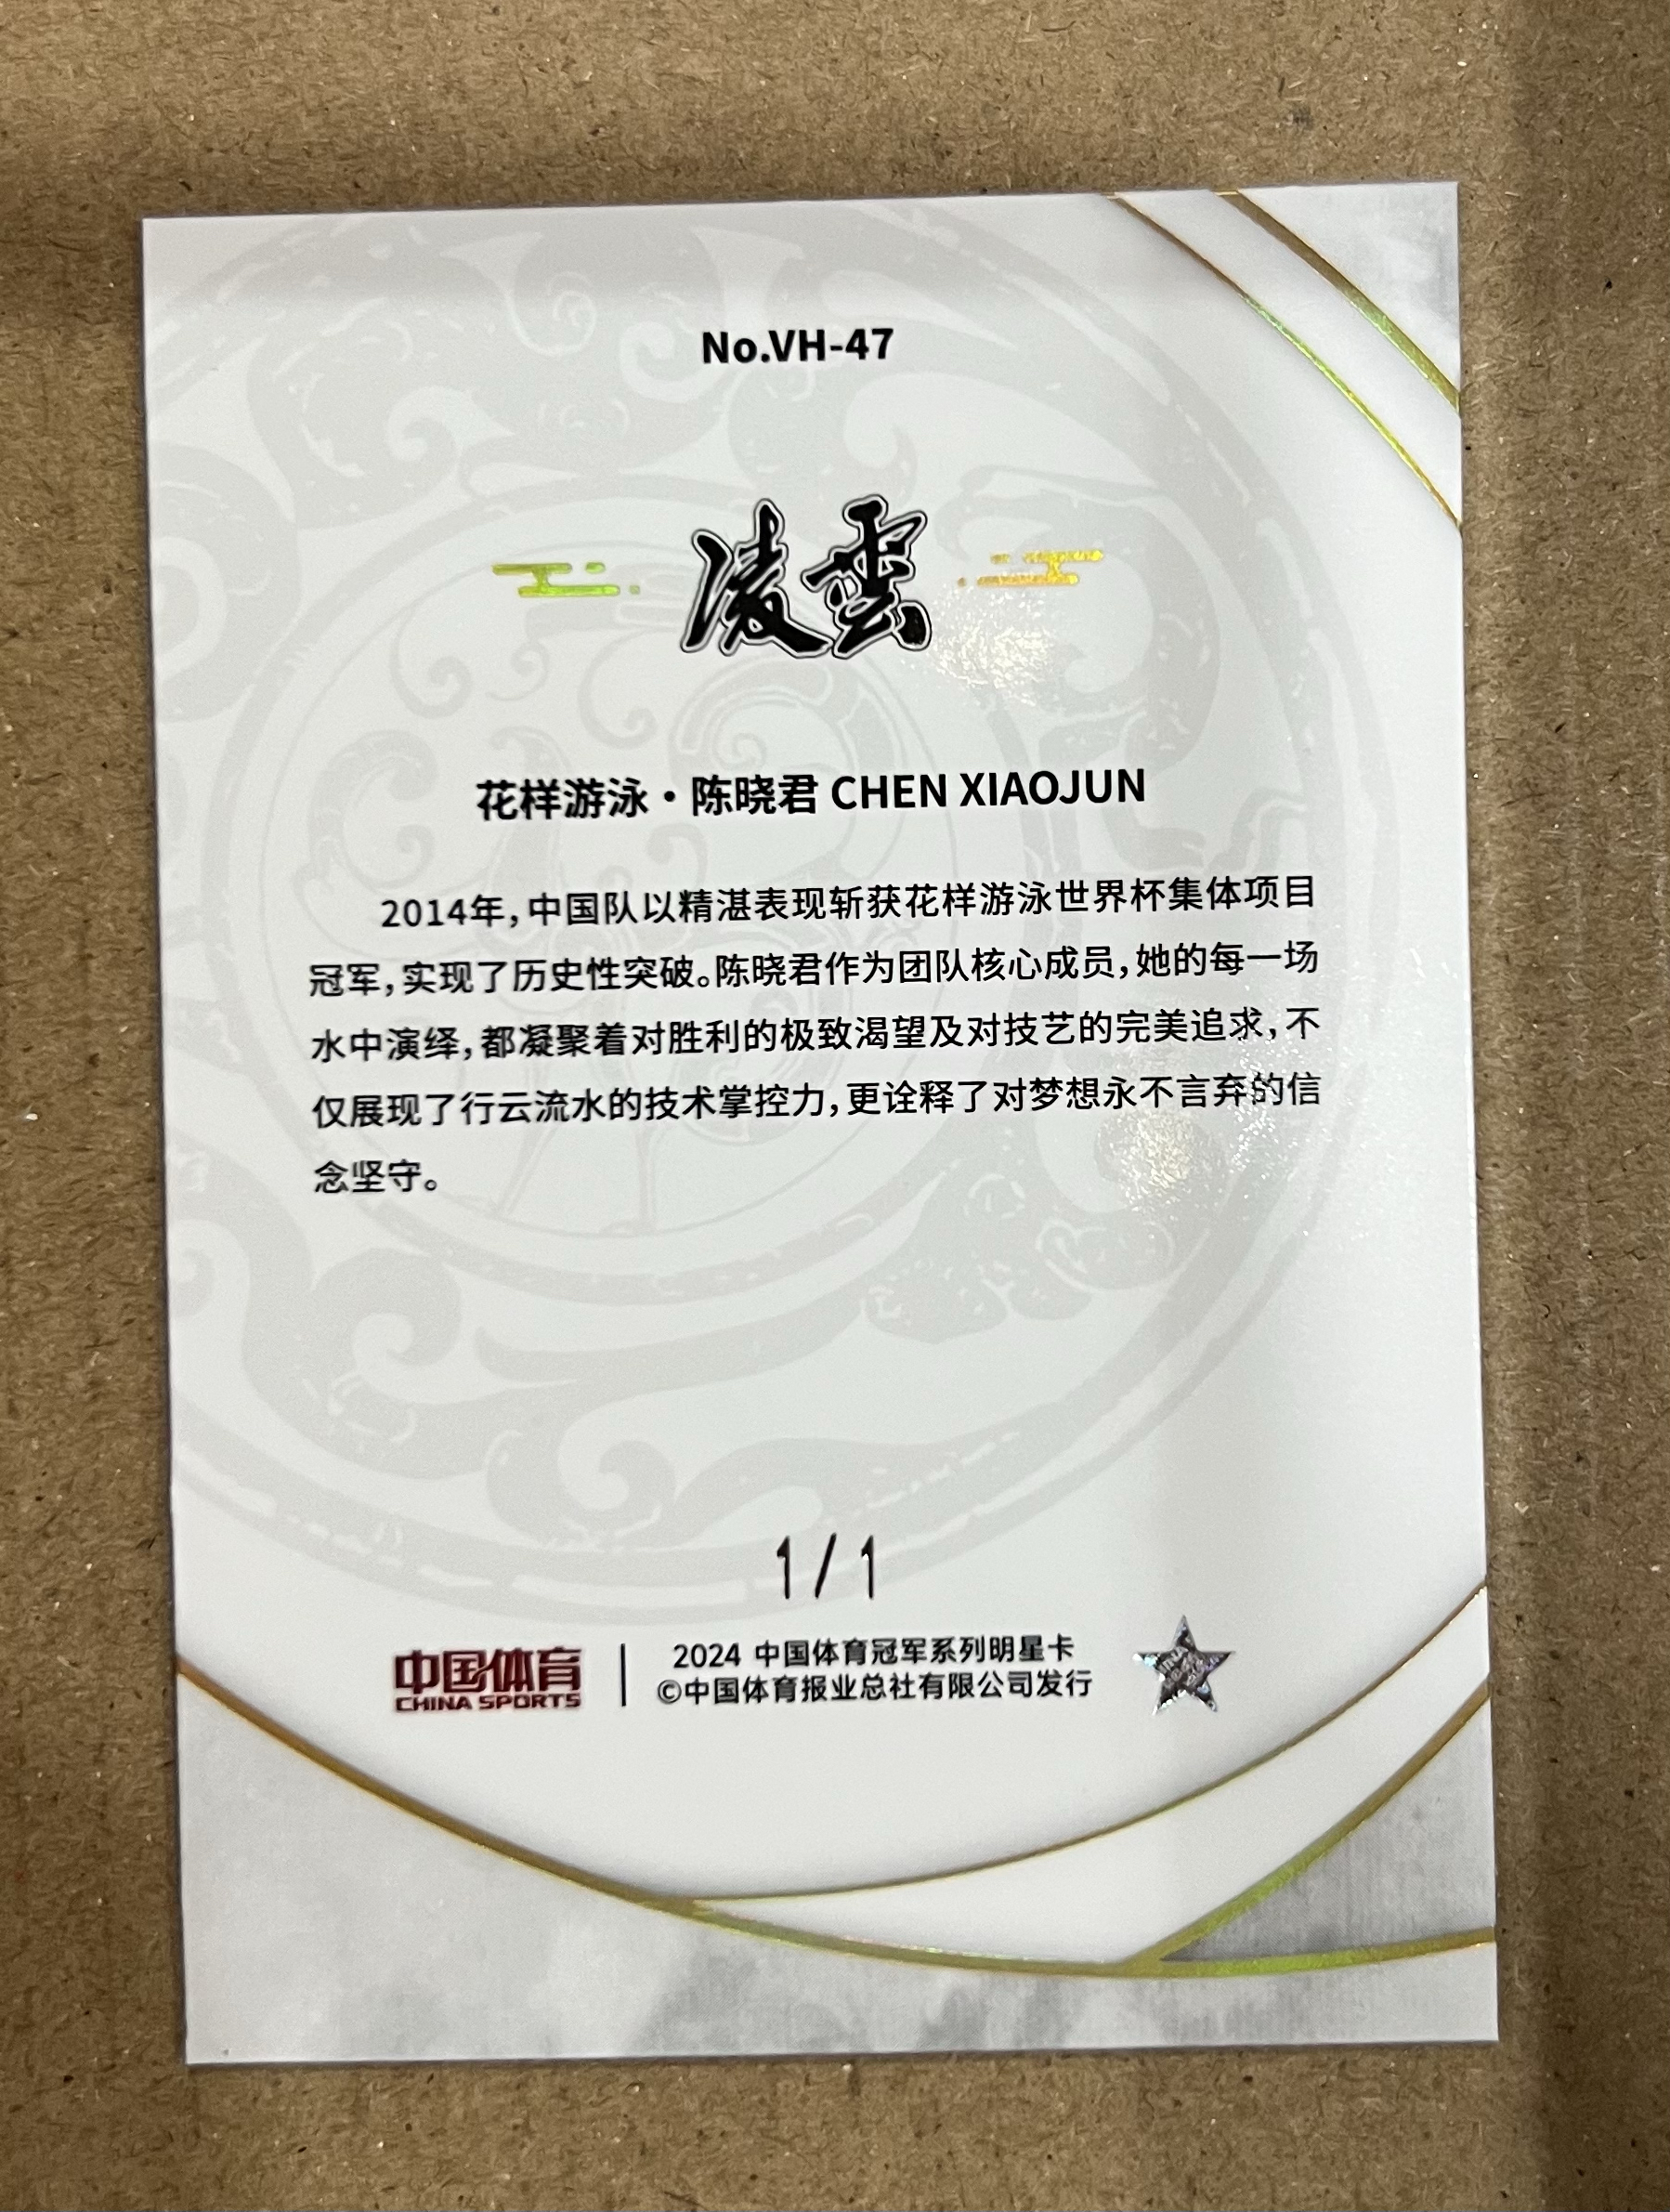 No.VH-47
凌雲
花样游泳·陈晓君 CHEN XIAOJUN
2014年，中国队以精湛表现斩获花样游泳世界杯集体项目
冠军，实现了历史性突破。陈晓君作为团队核心成员，她的每一场
水中演绎，都凝聚着对胜利的极致渴望及对技艺的完美追求，不
仅展现了行云流水的技术掌控力，更诠释了对梦想永不言弃的信
念坚守。
1/1
中国体育
CHINA SPORTS
2024 中国体育冠军系列明星卡
©中国体育报业总社有限公司发行